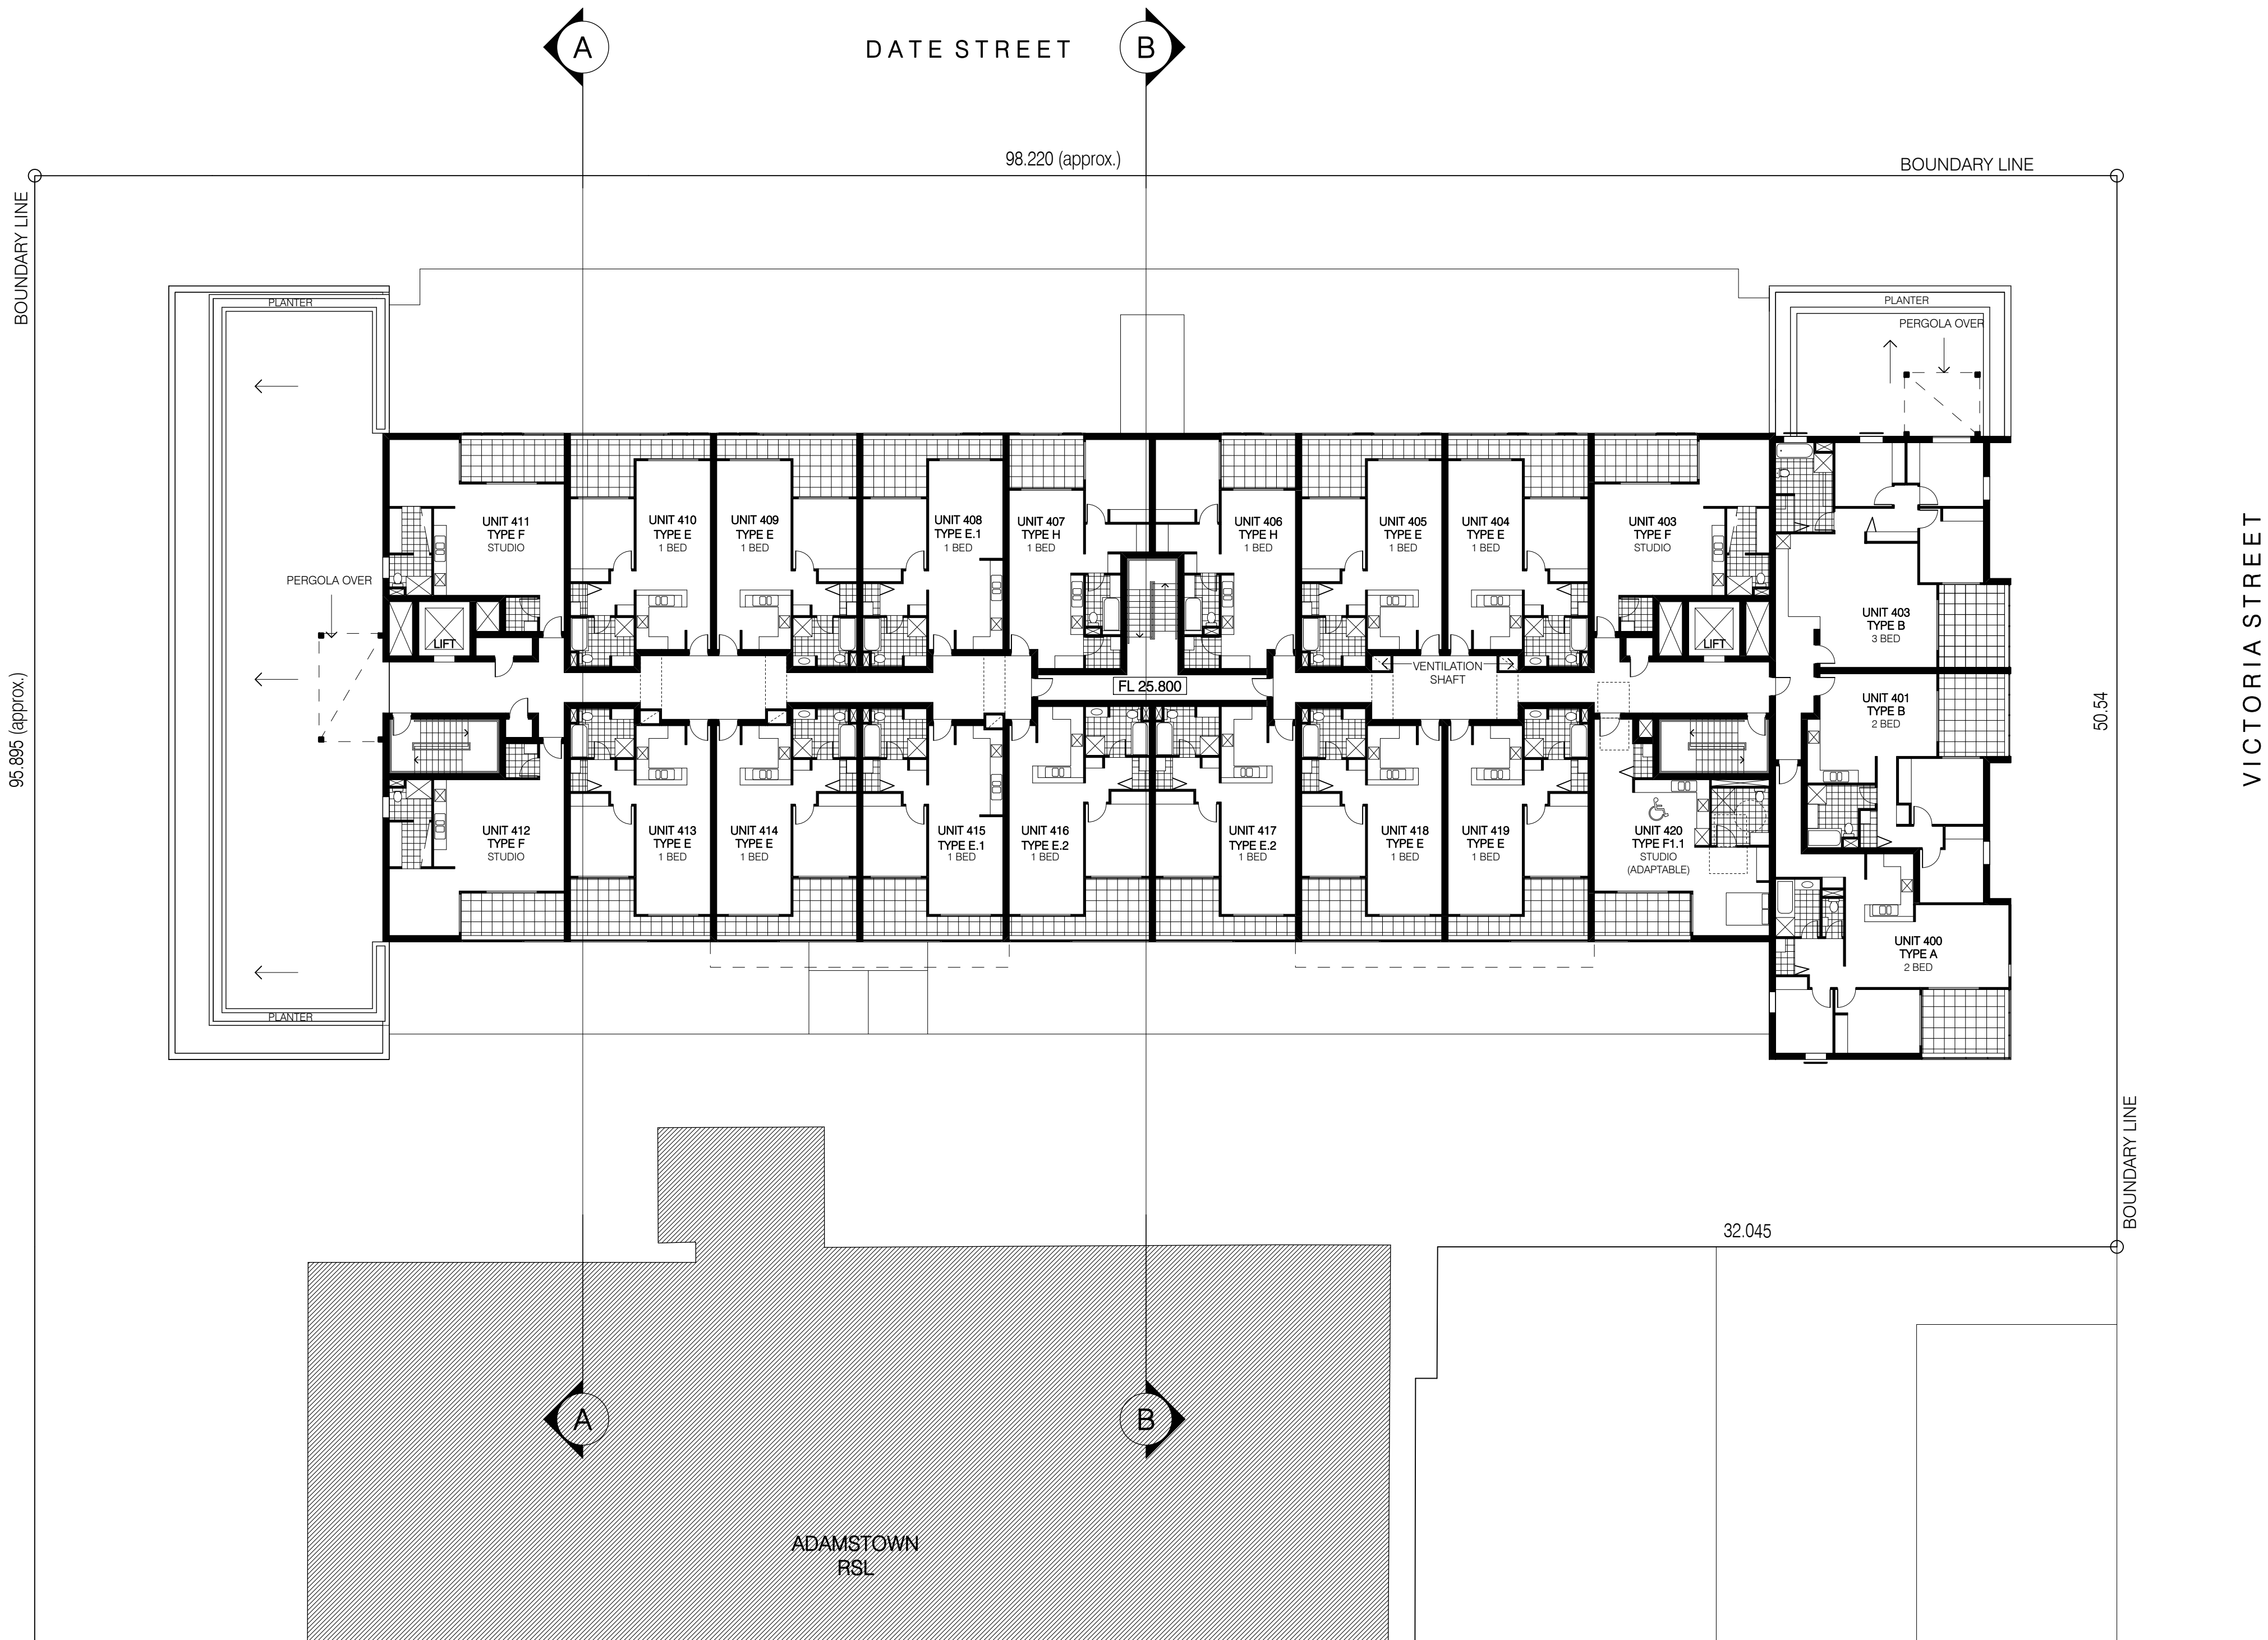 A
DATE STREET
B
98.220 (approx.)
BOUNDARY LINE
BOUNDARY LINE
PLANTER
PLANTER
PERGOLA OVER
UNIT 411
TYPE F
STUDIO
UNIT 410
TYPE E
1 BED
UNIT 409
TYPE E
1 BED
UNIT 408
TYPE E.1
1 BED
UNIT 407
TYPE H
1 BED
UNIT 406
TYPE H
1 BED
UNIT 405
TYPE E
1 BED
UNIT 404
TYPE E
1 BED
UNIT 403
TYPE F
STUDIO
VICTORIA STREET
PERGOLA OVER
LIFT
LIFT
UNIT 403
TYPE B
3 BED
VENTILATION
SHAFT
FL 25.800
UNIT 401
TYPE B
2 BED
95.895 (approx.)
50.54
UNIT 412
TYPE F
STUDIO
UNIT 413
TYPE E
1 BED
UNIT 414
TYPE E
1 BED
UNIT 415
TYPE E.1
1 BED
UNIT 416
TYPE E.2
1 BED
UNIT 417
TYPE E.2
1 BED
UNIT 418
TYPE E
1 BED
UNIT 419
TYPE E
1 BED
UNIT 420
TYPE F1.1
STUDIO
(ADAPTABLE)
UNIT 400
TYPE A
2 BED
PLANTER
BOUNDARY LINE
32.045
A
B
ADAMSTOWN
RSL